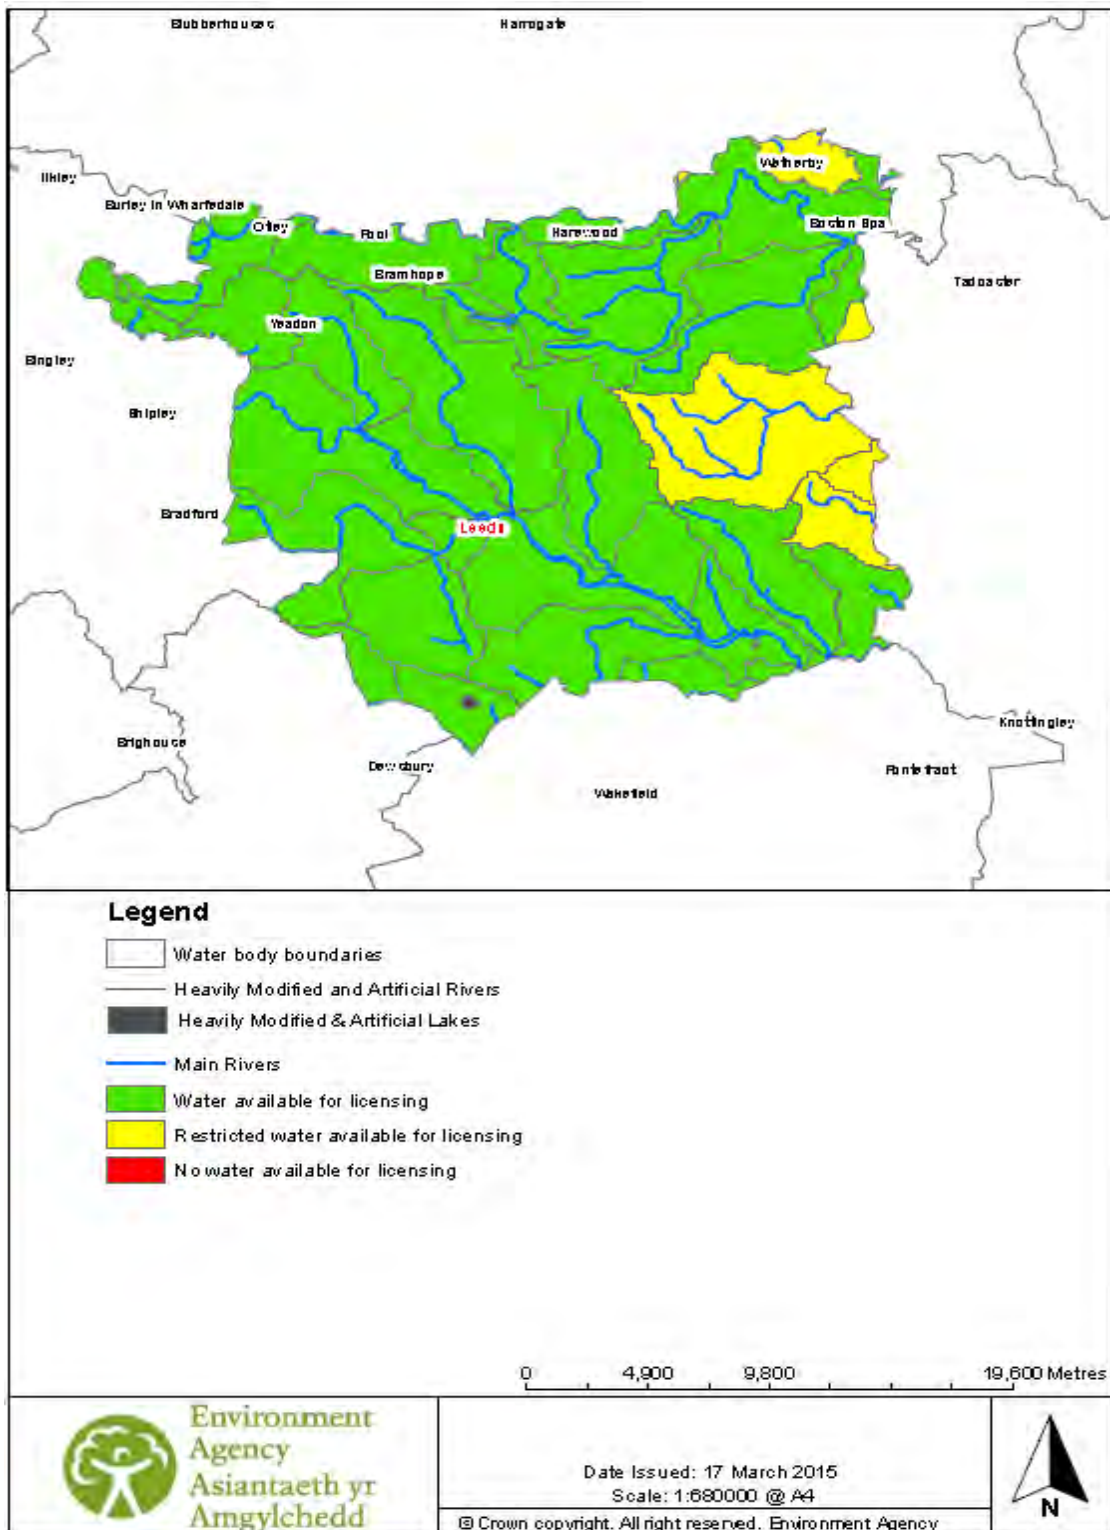 Blubberhouses
Harrogate
Wetherby
Ilkley
Burley in Wharfedale
Otley
Pool
Harewood
Boston Spa
Bramhope
Tadcaster
Yeadon
Bingley
Shipley
Bradford
Leeds
Knottingley
Brighouse
Dewsbury
Pontefract
Wakefield
Legend
Water body boundaries
Heavily Modified and Artificial Rivers
Heavily Modified & Artificial Lakes
Main Rivers
Water available for licensing
Restricted water available for licensing
No water available for licensing
0 4,900 9,800 19,600 Metres
Environment
Agency
Asiantaeth yr
Amgylchedd
Date Issued: 17 March 2015
Scale: 1:680000 @ A4
© Crown copyright. All right reserved. Environment Agency
N